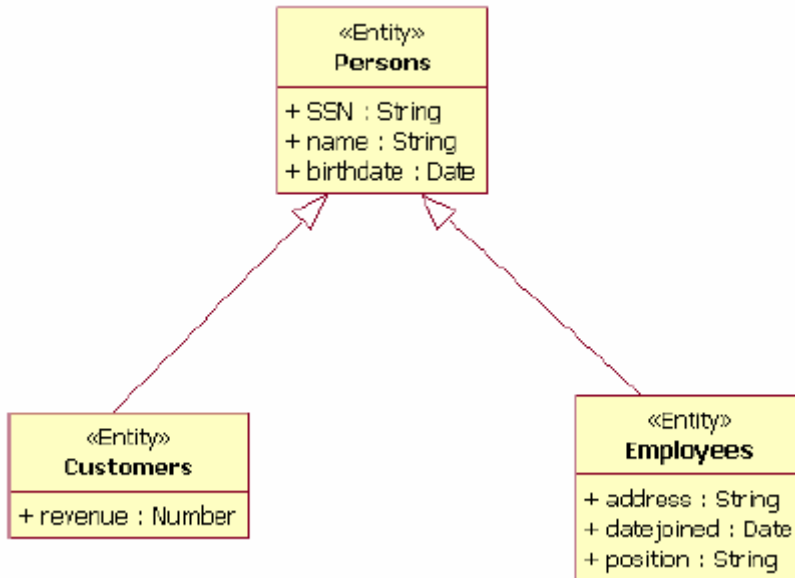 «Entity»
Persons
+ SSN : String
+ name : String
+ birthdate : Date
«Entity»
Customers
+ revenue : Number
«Entity»
Employees
+ address : String
+ datejoined : Date
+ position : String